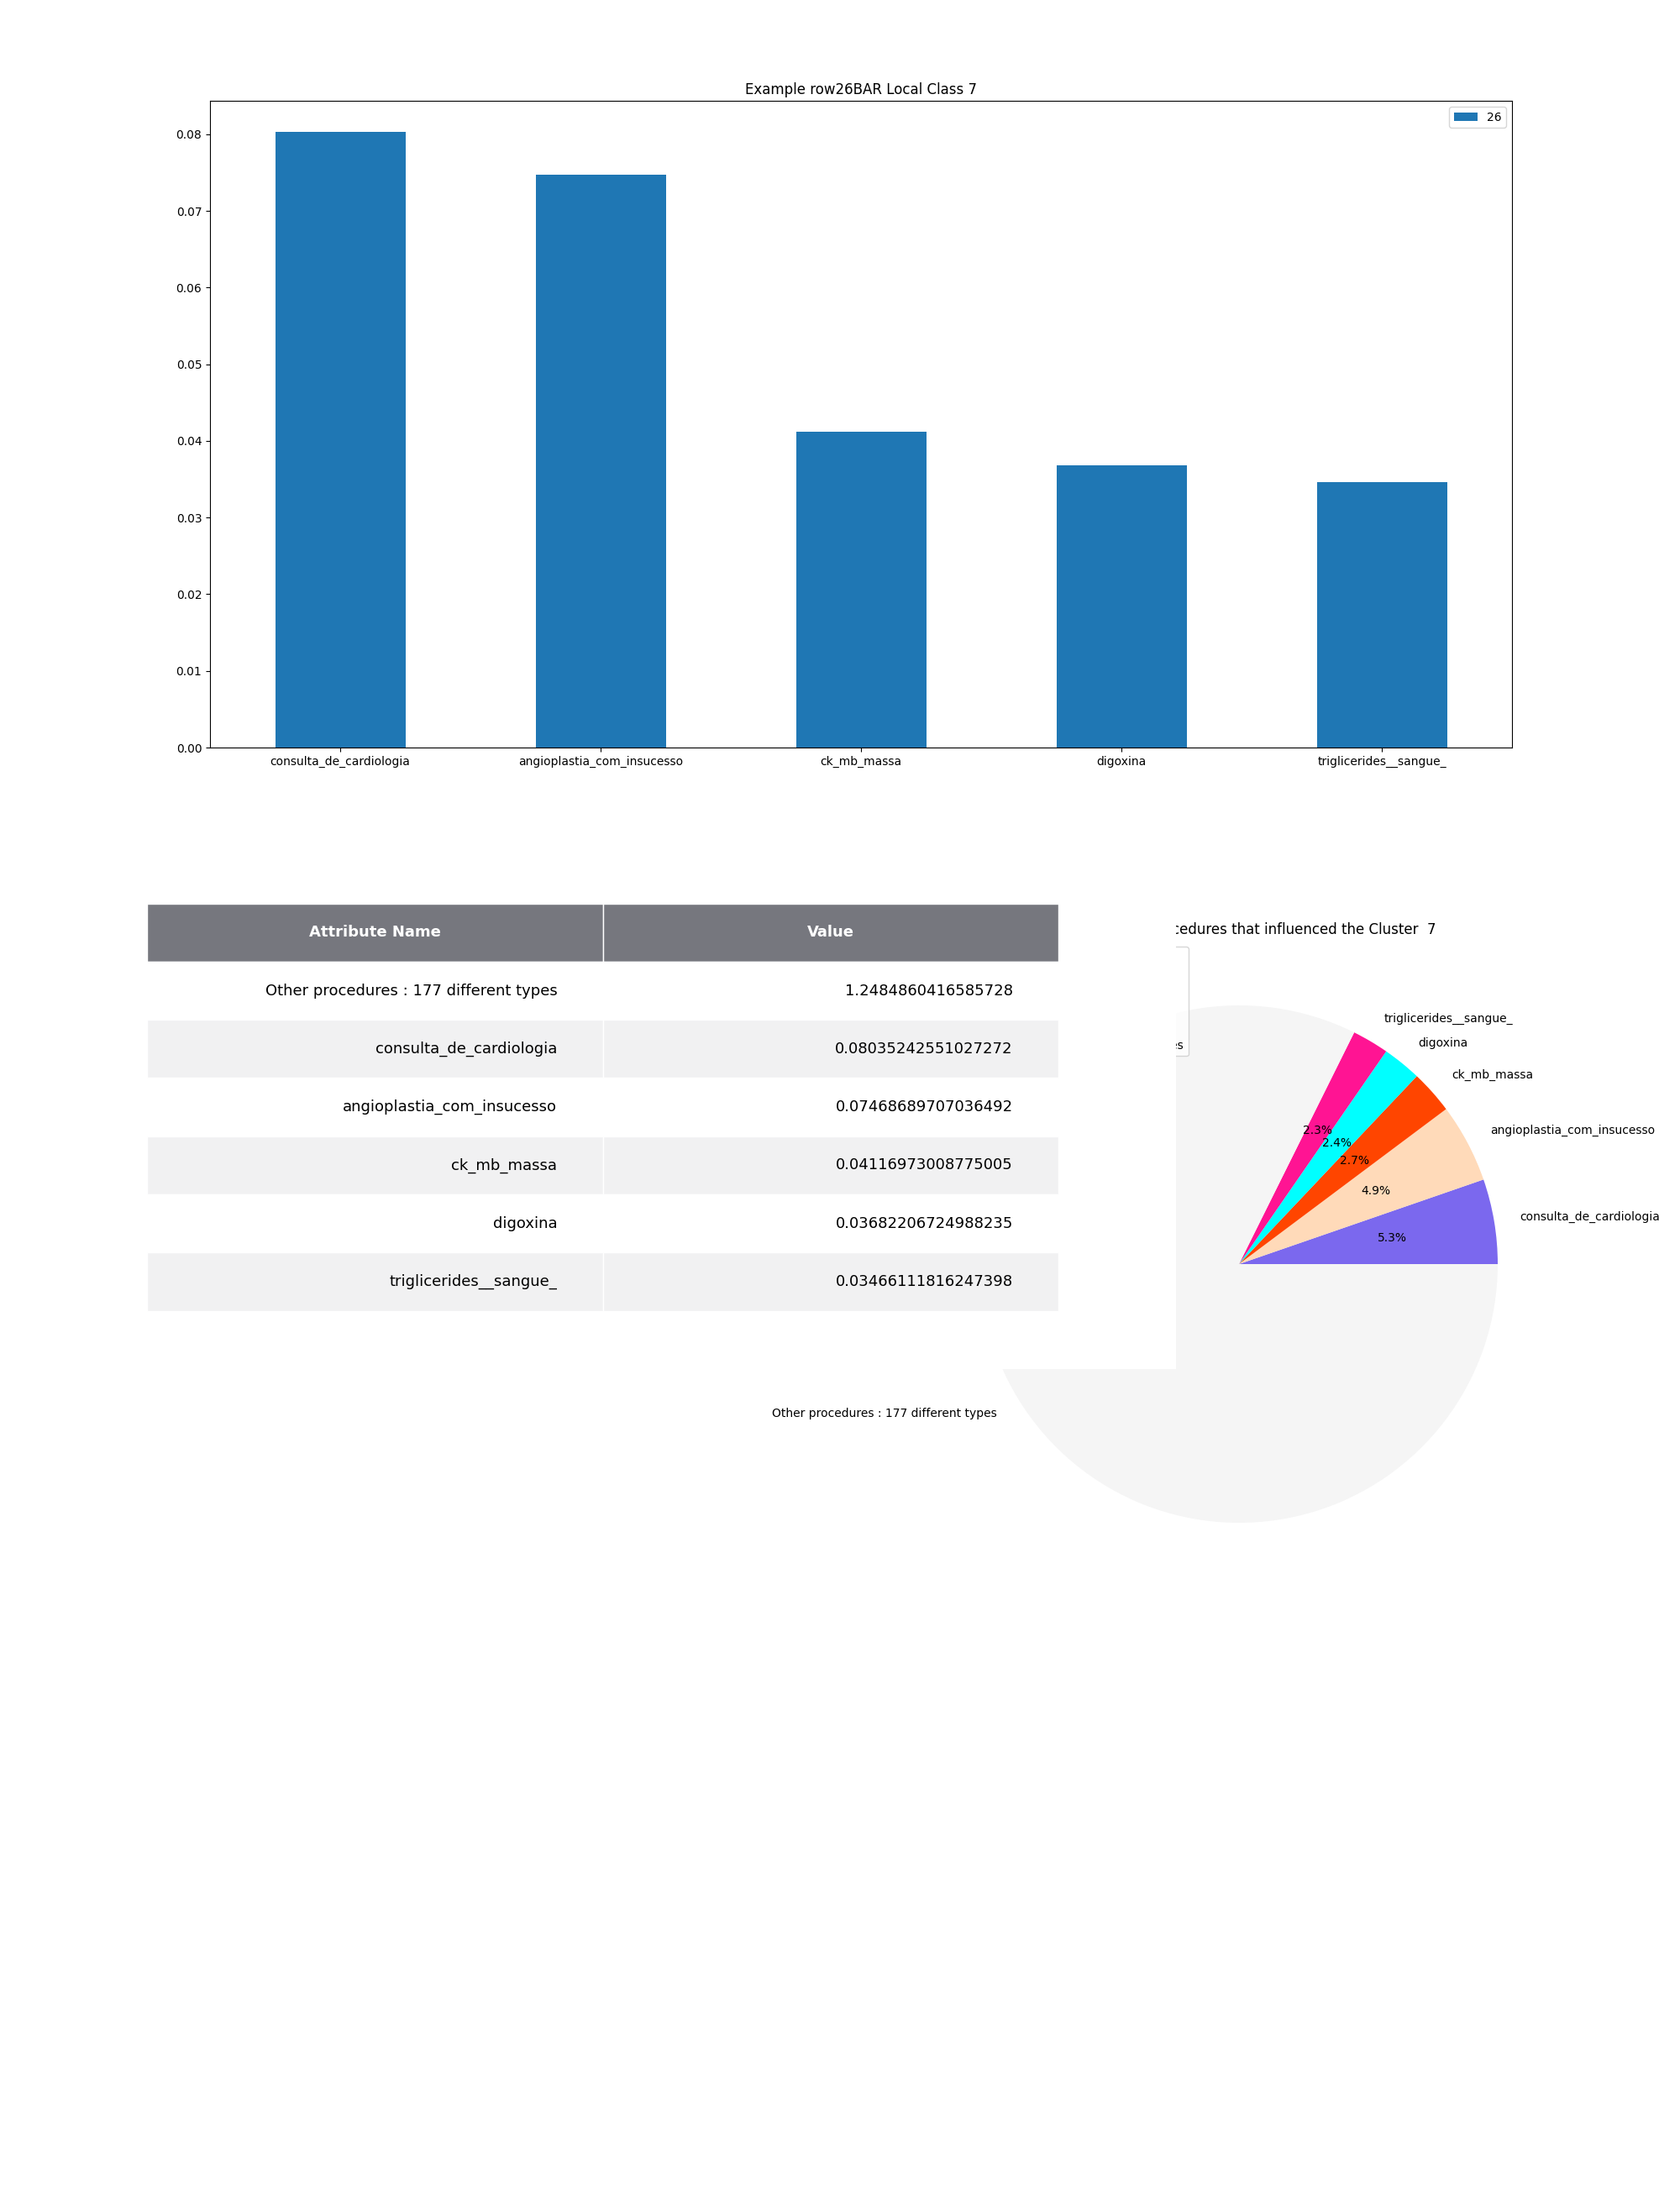 Example row26BAR Local Class 7
26
0.08
0.07
0.06
0.05
0.04
0.03
0.02
0.01
0.00
consulta_de_cardiologia angioplastia_com_insucesso ck_mb_massa digoxina triglicerides__sangue_
Attribute Name Value
Other procedures : 177 different types 1.2484860416585728
consulta_de_cardiologia 0.08035242551027272
angioplastia_com_insucesso 0.07468689707036492
ck_mb_massa 0.04116973008775005
digoxina 0.03682206724988235
triglicerides__sangue_ 0.03466111816247398
cedures that influenced the Cluster 7
es
triglicerides__sangue_
digoxina
ck_mb_massa
angioplastia_com_insucesso
consulta_de_cardiologia
2.3%
2.4%
2.7%
4.9%
5.3%
Other procedures : 177 different types